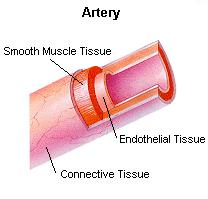 Artery
Smooth Muscle Tissue
Endothelial Tissue
Connective Tissue